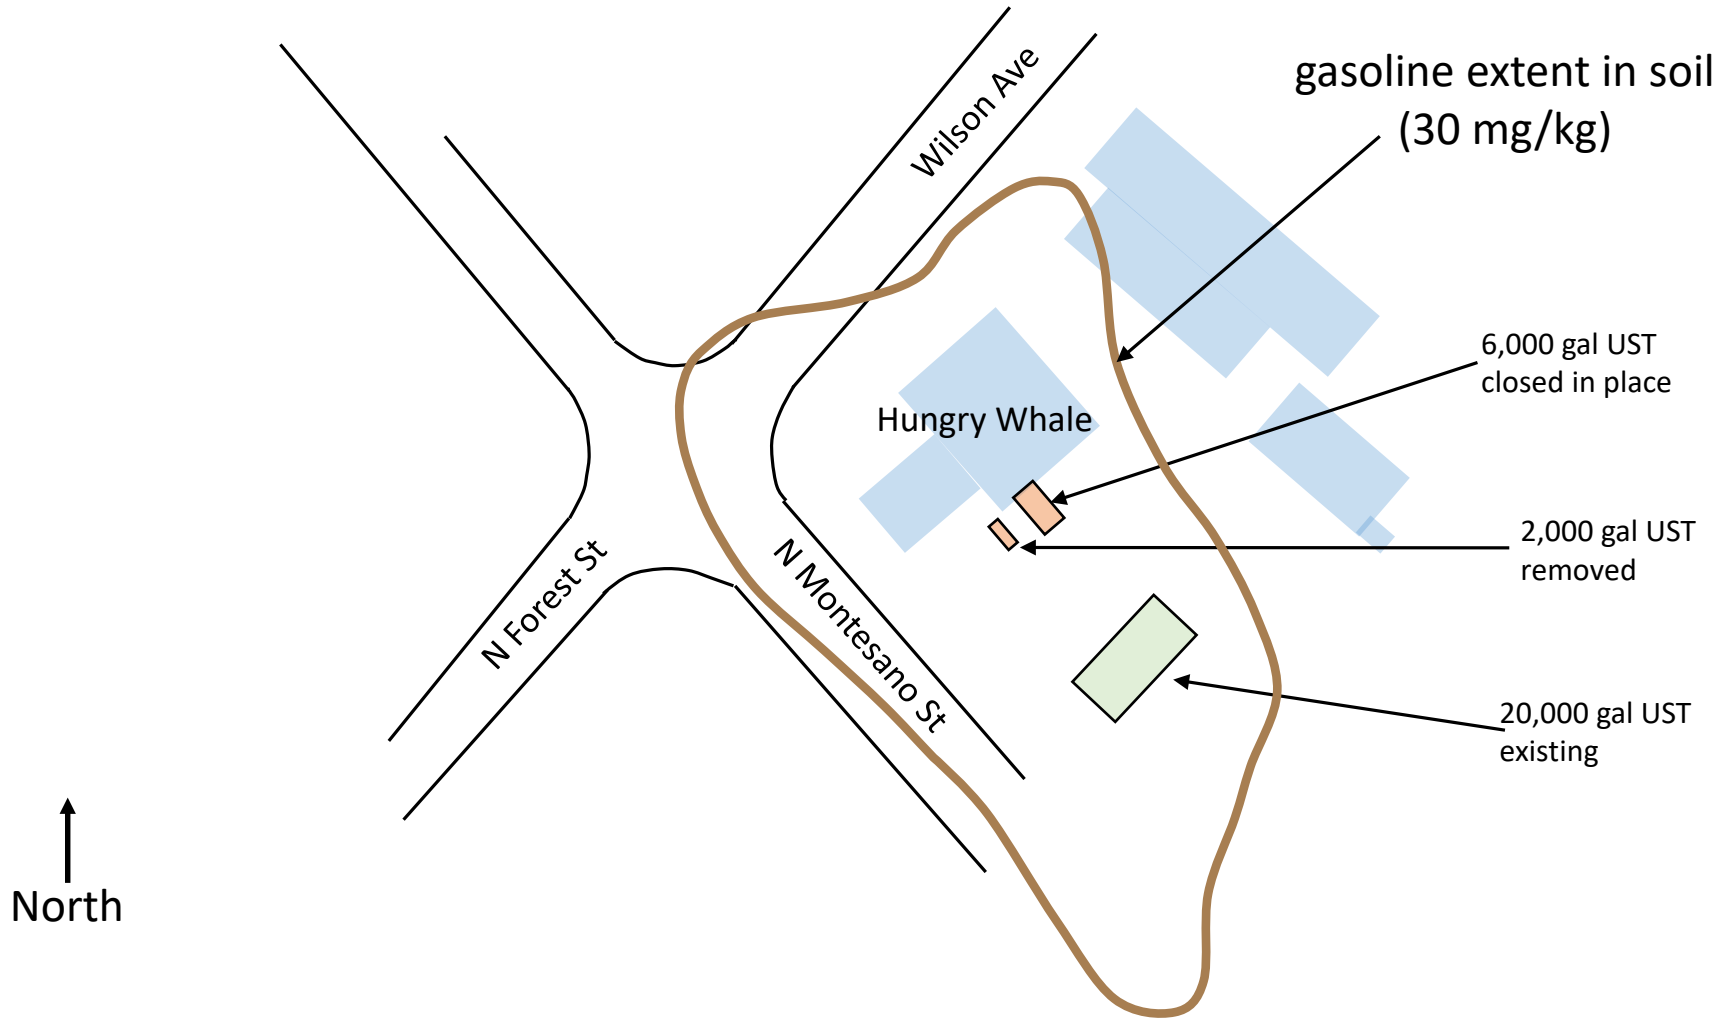 Wilson Ave
gasoline extent in soil
(30 mg/kg)
6,000 gal UST
closed in place
Hungry Whale
2,000 gal UST
removed
N Forest St
N Montesano St
20,000 gal UST
existing
North